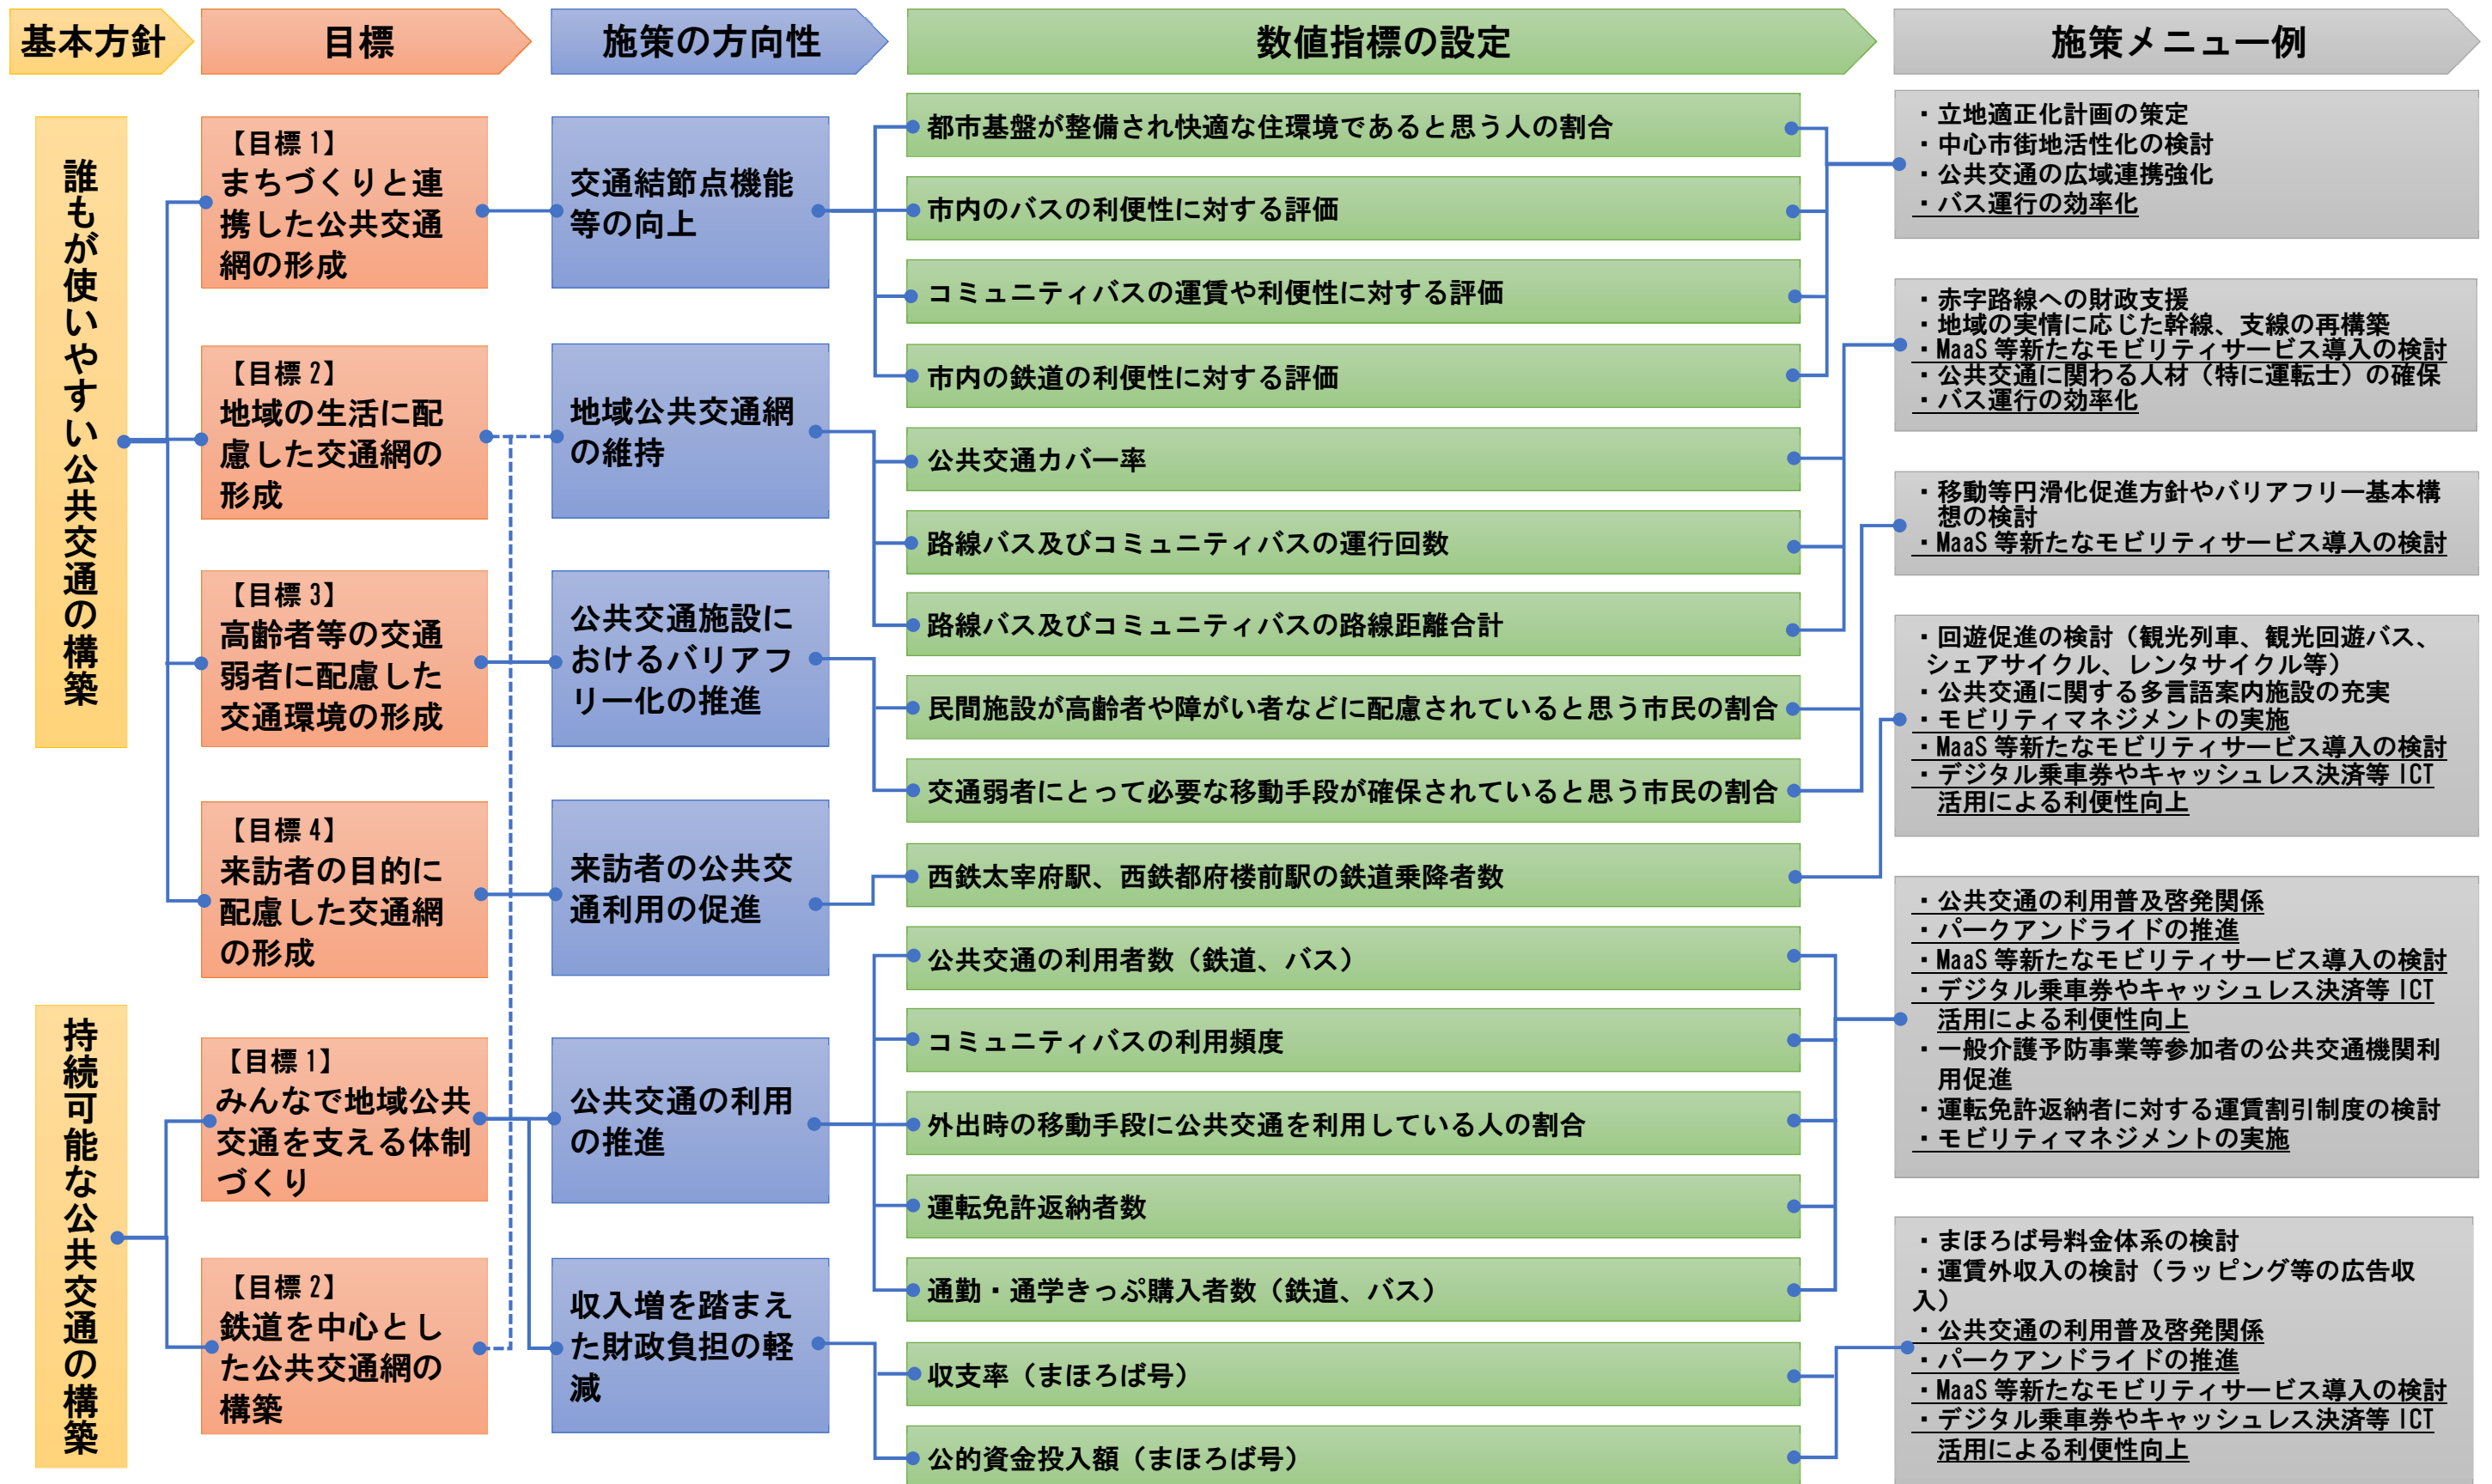 基本方針
目標
施策の方向性
数値指標の設定
施策メニュー例
誰もが使いやすい公共交通の構築
持続可能な公共交通の構築
【目標1】
まちづくりと連
携した公共交通
網の形成
【目標2】
地域の生活に配
慮した交通網の
形成
【目標3】
高齢者等の交通
弱者に配慮した
交通環境の形成
【目標4】
来訪者の目的に
配慮した交通網
の形成
【目標1】
みんなで地域公共
交通を支える体制
づくり
【目標2】
鉄道を中心とし
た公共交通網の
構築
交通結節点機能
等の向上
地域公共交通網
の維持
公共交通施設に
おけるバリアフ
リー化の推進
来訪者の公共交
通利用の促進
公共交通の利用
の推進
収入増を踏まえ
た財政負担の軽
減
都市基盤が整備され快適な住環境であると思う人の割合
市内のバスの利便性に対する評価
コミュニティバスの運賃や利便性に対する評価
市内の鉄道の利便性に対する評価
公共交通カバー率
路線バス及びコミュニティバスの運行回数
路線バス及びコミュニティバスの路線距離合計
民間施設が高齢者や障がい者などに配慮されていると思う市民の割合
交通弱者にとって必要な移動手段が確保されていると思う市民の割合
西鉄太宰府駅、西鉄都府楼前駅の鉄道乗降者数
公共交通の利用者数（鉄道、バス）
コミュニティバスの利用頻度
外出時の移動手段に公共交通を利用している人の割合
運転免許返納者数
通勤・通学きっぷ購入者数（鉄道、バス）
収支率（まほろば号）
公的資金投入額（まほろば号）
・立地適正化計画の策定
・中心市街地活性化の検討
・公共交通の広域連携強化
・バス運行の効率化
・赤字路線への財政支援
・地域の実情に応じた幹線、支線の再構築
・MaaS等新たなモビリティサービス導入の検討
・公共交通に関わる人材（特に運転士）の確保
・バス運行の効率化
・移動等円滑化促進方針やバリアフリー基本構
想の検討
・MaaS等新たなモビリティサービス導入の検討
・回遊促進の検討（観光列車、観光回遊バス、
シェアサイクル、レンタサイクル等）
・公共交通に関する多言語案内施設の充実
・モビリティマネジメントの実施
・MaaS等新たなモビリティサービス導入の検討
・デジタル乗車券やキャッシュレス決済等ICT
活用による利便性向上
・公共交通の利用普及啓発関係
・パークアンドライドの推進
・MaaS等新たなモビリティサービス導入の検討
・デジタル乗車券やキャッシュレス決済等ICT
活用による利便性向上
・一般介護予防事業等参加者の公共交通機関利
用促進
・運転免許返納者に対する運賃割引制度の検討
・モビリティマネジメントの実施
・まほろば号料金体系の検討
・運賃外収入の検討（ラッピング等の広告収
入）
・公共交通の利用普及啓発関係
・パークアンドライドの推進
・MaaS等新たなモビリティサービス導入の検討
・デジタル乗車券やキャッシュレス決済等ICT
活用による利便性向上